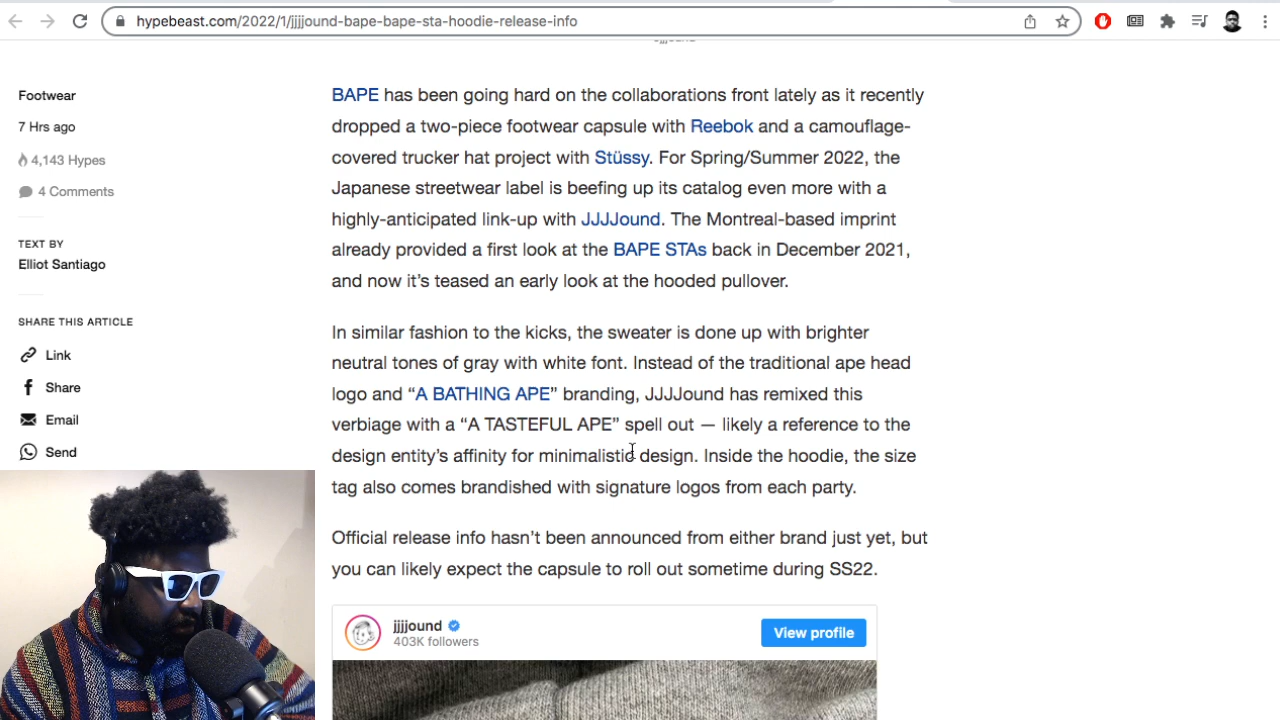 hypebeast.com/2022/1/jjjjound-bape-bape-sta-hoodie-release-info
Footwear
7 Hrs ago
4,143 Hypes
4 Comments
TEXT BY
Elliot Santiago
SHARE THIS ARTICLE
Link
Share
Email
Send
BAPE has been going hard on the collaborations front lately as it recently
dropped a two-piece footwear capsule with Reebok and a camouflage-
covered trucker hat project with Stüssy. For Spring/Summer 2022, the
Japanese streetwear label is beefing up its catalog even more with a
highly-anticipated link-up with JJJJound. The Montreal-based imprint
already provided a first look at the BAPE STAs back in December 2021,
and now it’s teased an early look at the hooded pullover.
In similar fashion to the kicks, the sweater is done up with brighter
neutral tones of gray with white font. Instead of the traditional ape head
logo and “A BATHING APE” branding, JJJJound has remixed this
verbiage with a “A TASTEFUL APE” spell out — likely a reference to the
design entity’s affinity for minimalistic design. Inside the hoodie, the size
tag also comes brandished with signature logos from each party.
Official release info hasn’t been announced from either brand just yet, but
you can likely expect the capsule to roll out sometime during SS22.
jjjjound
403K followers
View profile